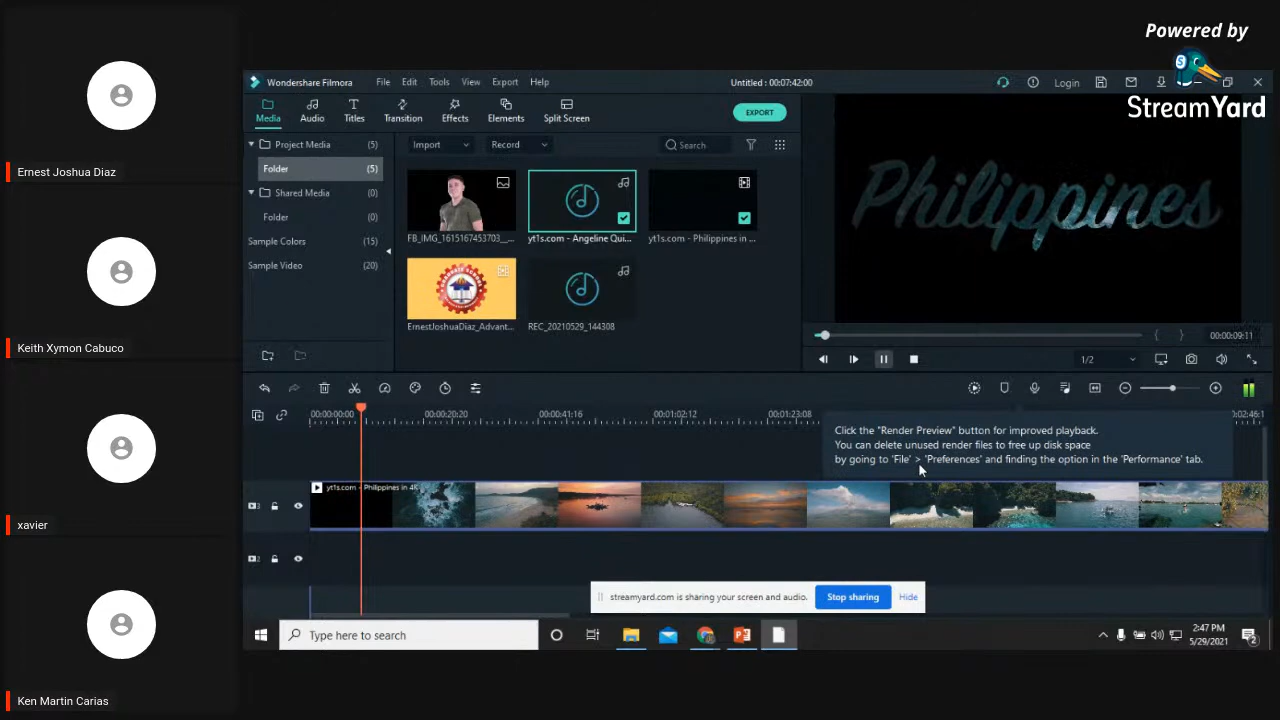 Powered by
StreamYard
Ernest Joshua Diaz
Keith Xymon Cabuco
xavier
Ken Martin Carias
Wondershare Filmora
File Edit Tools View Export Help
Untitled : 00:07:42:00
Login
Media Audio Titles Transition Effects Elements Split Screen
EXPORT
Project Media (5)
Folder (5)
Shared Media (0)
Folder (0)
Sample Colors (15)
Sample Video (20)
Import Record Search
FB_IMG_1615167453703__...
yt1s.com - Angeline Qui...
yt1s.com - Philippines in ...
ErnestJoshuaDiaz_Advant...
REC_20210529_144308
Philippines
00:00:09:11
1/2
00:00:00:00 00:00:20:20 00:00:41:16 00:01:02:12 00:01:23:08
Click the "Render Preview" button for improved playback.
You can delete unused render files to free up disk space
by going to 'File' > 'Preferences' and finding the option in the 'Performance' tab.
yt1s.com - Philippines in 4K
streamyard.com is sharing your screen and audio.
Stop sharing
Hide
Type here to search
2:47 PM
5/29/2021